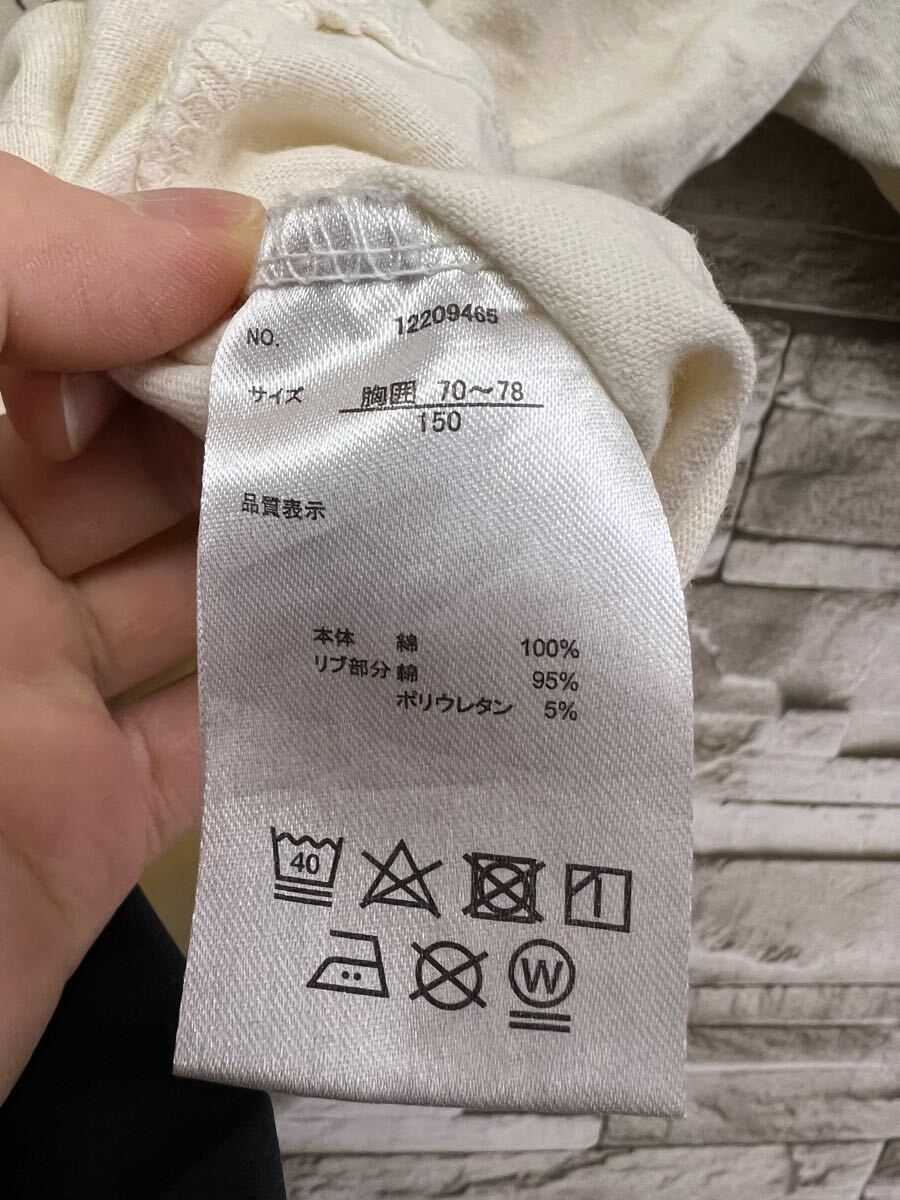 NO. 12209465
サイズ 胸囲 70～78
150
品質表示
本体 綿 100%
リブ部分 綿 95%
ポリウレタン 5%
40
W